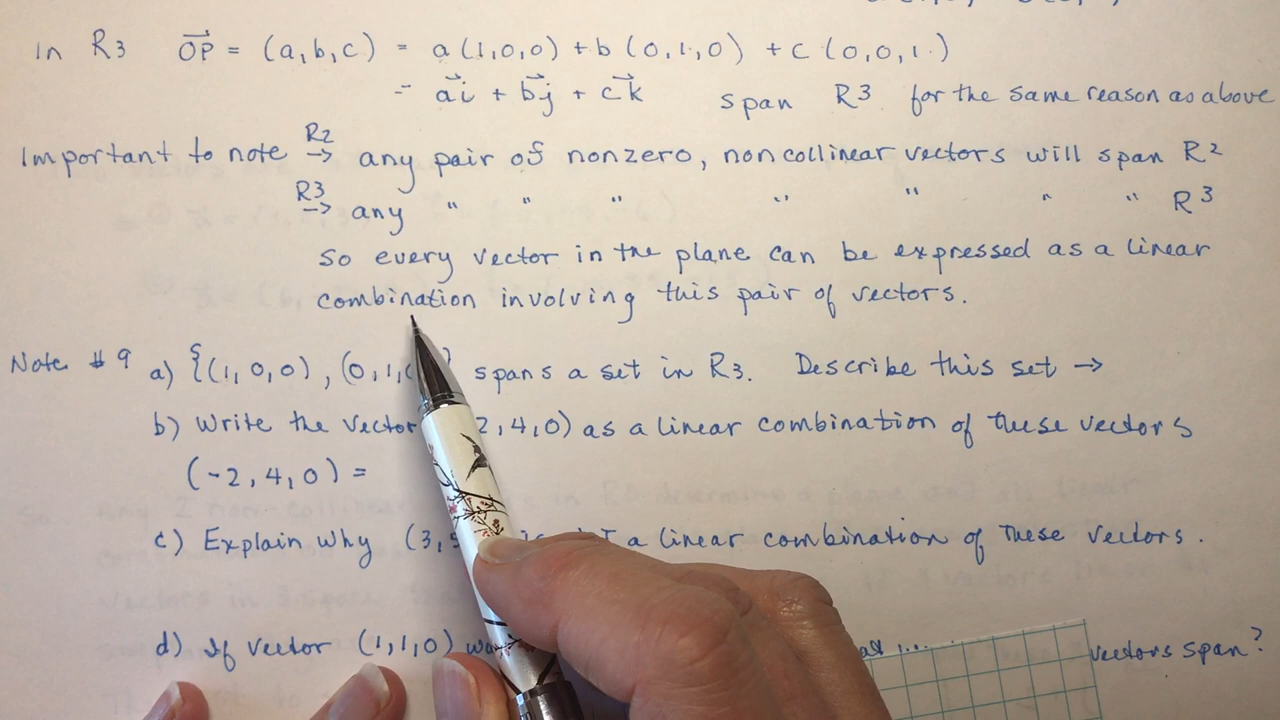 In R3 OP = (a,b,c) = a(1,0,0) + b(0,1,0) + c(0,0,1)
= ai + bj + ck span R3 for the same reason as above
Important to note R2 → any pair of nonzero, noncollinear vectors will span R2
R3 → any " " " " " " " R3
So every vector in the plane can be expressed as a linear
combination involving this pair of vectors.
Note #9 a) {(1,0,0), (0,1, } spans a set in R3. Describe this set →
b) Write the vector 2,4,0) as a linear combination of these vectors
(-2,4,0) =
c) Explain why (3, a linear combination of these vectors.
d) If vector (1,1,0) vectors span?